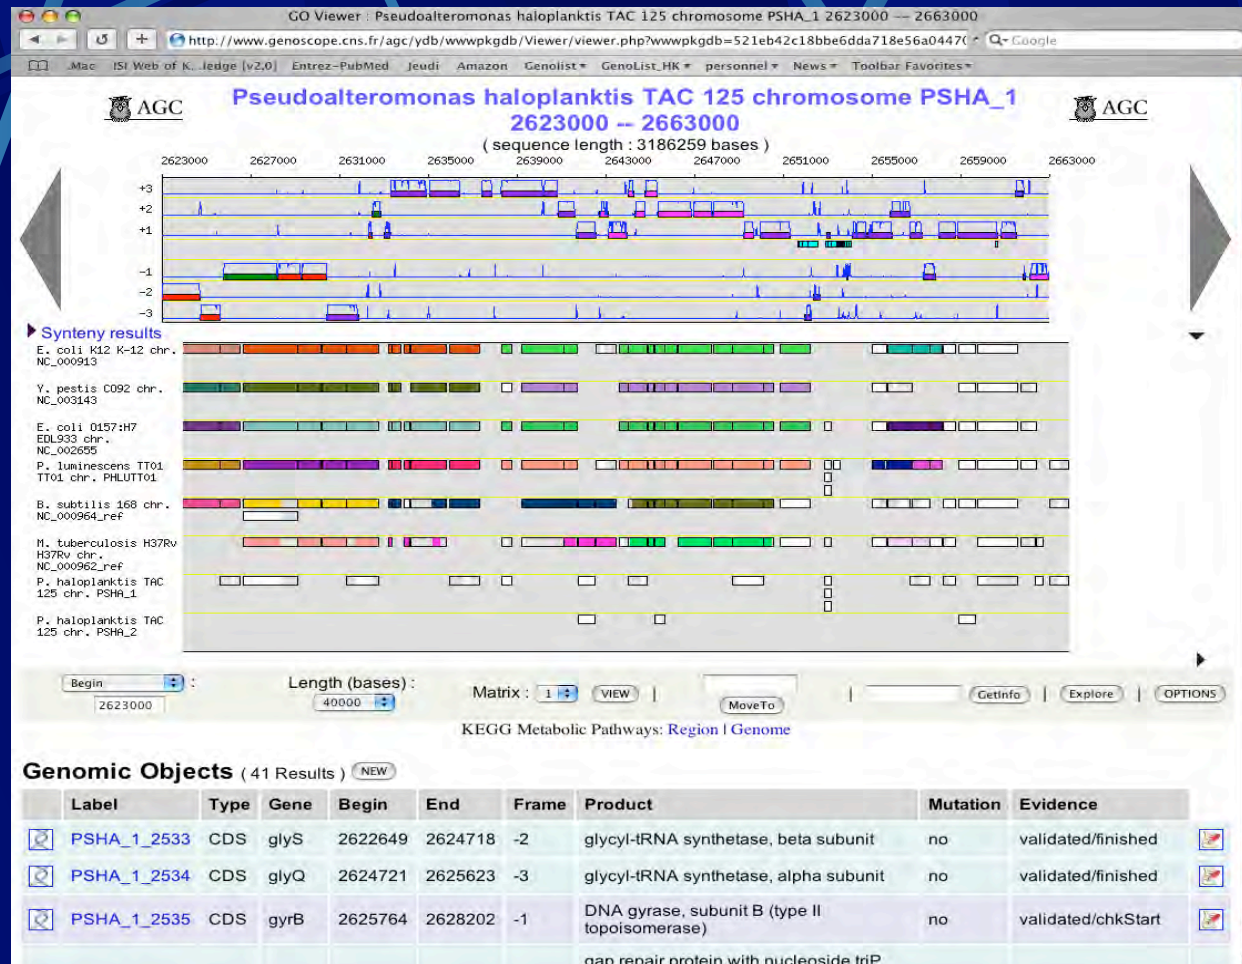 GO Viewer : Pseudoalteromonas haloplanktis TAC 125 chromosome PSHA_1 2623000 -- 2663000
http://www.genoscope.cns.fr/agc/ydb/wwwpkgdb/Viewer/viewer.php?wwwpkgdb=521eb42c18bbe6dda718e56a0447( Google
.Mac ISI Web of K...ledge [v2,0] Entrez-PubMed Jeudi Amazon Genolist GenoList_HK personnel News Toolbar Favorites
AGC
Pseudoalteromonas haloplanktis TAC 125 chromosome PSHA_1
2623000 -- 2663000
AGC
( sequence length : 3186259 bases )
2623000 2627000 2631000 2635000 2639000 2643000 2647000 2651000 2655000 2659000 2663000
+3
+2
+1
-1
-2
-3
Synteny results
E. coli K12 K-12 chr.
NC_000913
Y. pestis CO92 chr.
NC_003143
E. coli O157:H7
EDL933 chr.
NC_002655
P. luminescens TT01
TT01 chr. PHLUTT01
B. subtilis 168 chr.
NC_000964_ref
M. tuberculosis H37Rv
H37Rv chr.
NC_000962_ref
P. haloplanktis TAC
125 chr. PSHA_1
P. haloplanktis TAC
125 chr. PSHA_2
Begin : Length (bases) : Matrix : 1 VIEW | MoveTo | GetInfo | Explore | OPTIONS
2623000 40000
KEGG Metabolic Pathways: Region | Genome
Genomic Objects ( 41 Results ) NEW
Label Type Gene Begin End Frame Product Mutation Evidence
PSHA_1_2533 CDS glyS 2622649 2624718 -2 glycyl-tRNA synthetase, beta subunit no validated/finished
PSHA_1_2534 CDS glyQ 2624721 2625623 -3 glycyl-tRNA synthetase, alpha subunit no validated/finished
PSHA_1_2535 CDS gyrB 2625764 2628202 -1 DNA gyrase, subunit B (type II topoisomerase) no validated/chkStart
gap repair protein with nucleoside triP